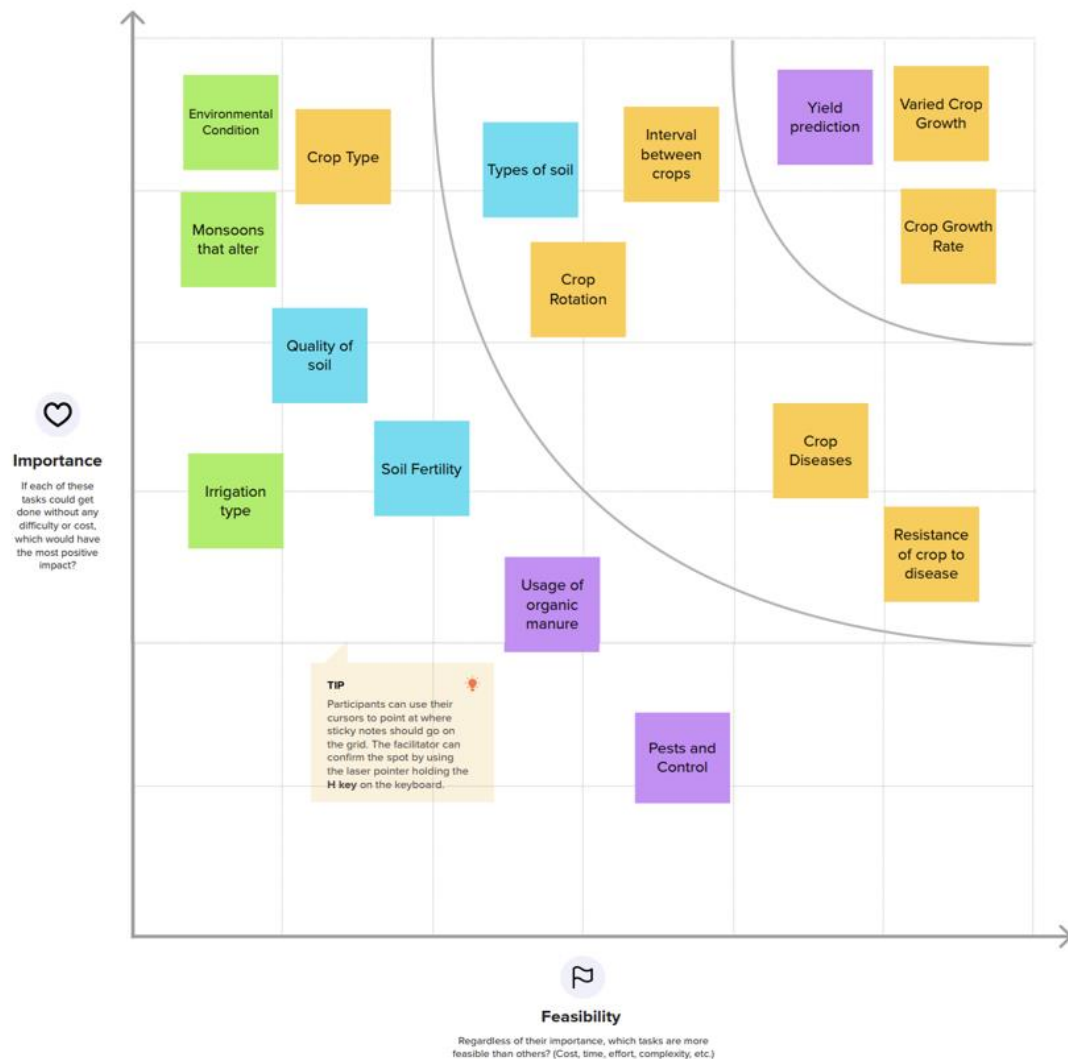 Environmental
Condition
Crop Type
Types of soil
Interval
between
crops
Yield
prediction
Varied Crop
Growth
Monsoons
that alter
Crop
Rotation
Crop Growth
Rate
Quality of
soil
Importance
If each of these
tasks could get
done without any
difficulty or cost,
which would have
the most positive
impact?
Irrigation
type
Soil Fertility
Crop
Diseases
Resistance
of crop to
disease
Usage of
organic
manure
TIP
Participants can use their
cursors to point at where
sticky notes should go on
the grid. The facilitator can
confirm the spot by using
the laser pointer holding the
H key on the keyboard.
Pests and
Control
Feasibility
Regardless of their importance, which tasks are more
feasible than others? (Cost, time, effort, complexity, etc.)